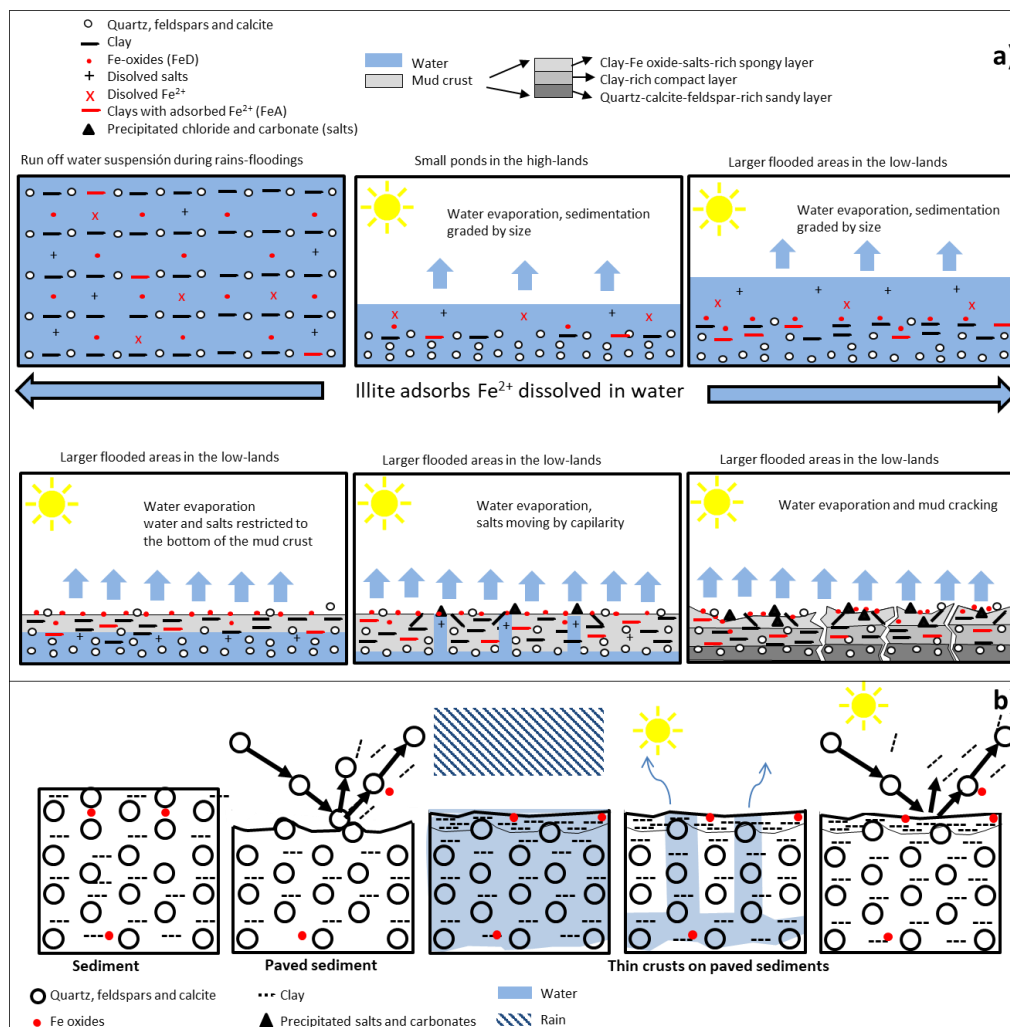 Quartz, feldspars and calcite
Clay
Fe-oxides (FeD)
+ Disolved salts
x Disolved Fe2+
Clays with adsorbed Fe2+ (FeA)
Precipitated chloride and carbonate (salts)
Water
Mud crust
Clay-Fe oxide-salts-rich spongy layer
Clay-rich compact layer
Quartz-calcite-feldspar-rich sandy layer
a)
Run off water suspensión during rains-floodings
Small ponds in the high-lands
Larger flooded areas in the low-lands
Water evaporation, sedimentation
graded by size
Water evaporation, sedimentation
graded by size
Illite adsorbs Fe2+ dissolved in water
Larger flooded areas in the low-lands
Larger flooded areas in the low-lands
Larger flooded areas in the low-lands
Water evaporation
water and salts restricted to
the bottom of the mud crust
Water evaporation,
salts moving by capilarity
Water evaporation and mud cracking
b
Sediment
Paved sediment
Thin crusts on paved sediments
Quartz, feldspars and calcite
Clay
Water
Fe oxides
Precipitated salts and carbonates
Rain